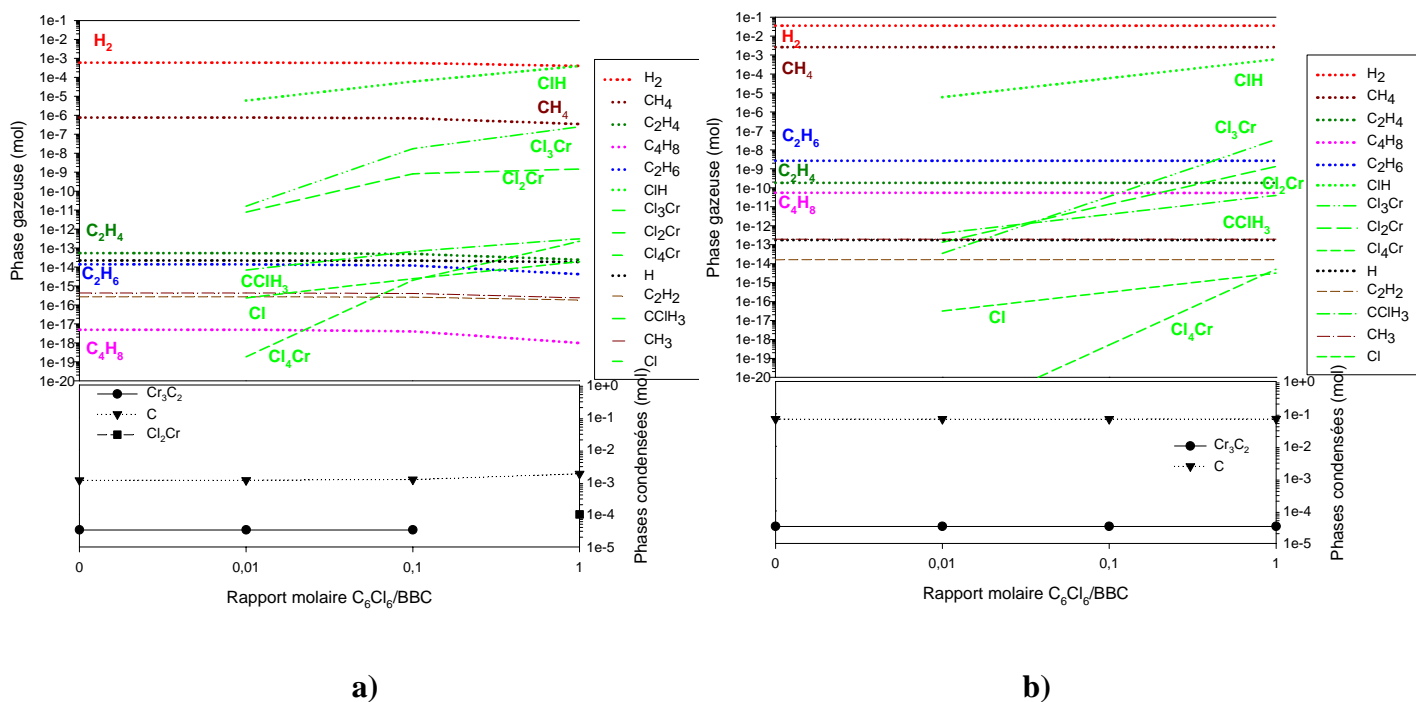 Phase gazeuse (mol)
1e-1
1e-2
1e-3
1e-4
1e-5
1e-6
1e-7
1e-8
1e-9
1e-10
1e-11
1e-12
1e-13
1e-14
1e-15
1e-16
1e-17
1e-18
1e-19
1e-20
H₂
ClH
CH₄
Cl₃Cr
Cl₂Cr
C₂H₄
C₂H₆
CClH₃
Cl
C₄H₈
Cl₄Cr
H₂
CH₄
C₂H₄
C₄H₈
C₂H₆
ClH
Cl₃Cr
Cl₂Cr
Cl₄Cr
H
C₂H₂
CClH₃
CH₃
Cl
Cr₃C₂
C
Cl₂Cr
1e+0
1e-1
1e-2
1e-3
1e-4
1e-5
Phases condensées (mol)
0 0,01 0,1 1
Rapport molaire C₆Cl₆/BBC
a)
Phase gazeuse (mol)
1e-1
1e-2
1e-3
1e-4
1e-5
1e-6
1e-7
1e-8
1e-9
1e-10
1e-11
1e-12
1e-13
1e-14
1e-15
1e-16
1e-17
1e-18
1e-19
1e-20
H₂
CH₄
ClH
Cl₃Cr
C₂H₆
C₂H₄
Cl₂Cr
C₄H₈
CClH₃
Cl
Cl₄Cr
H₂
CH₄
C₂H₄
C₄H₈
C₂H₆
ClH
Cl₃Cr
Cl₂Cr
Cl₄Cr
H
C₂H₂
CClH₃
CH₃
Cl
Cr₃C₂
C
1e+0
1e-1
1e-2
1e-3
1e-4
1e-5
Phases condensées (mol)
0 0,01 0,1 1
Rapport molaire C₆Cl₆/BBC
b)